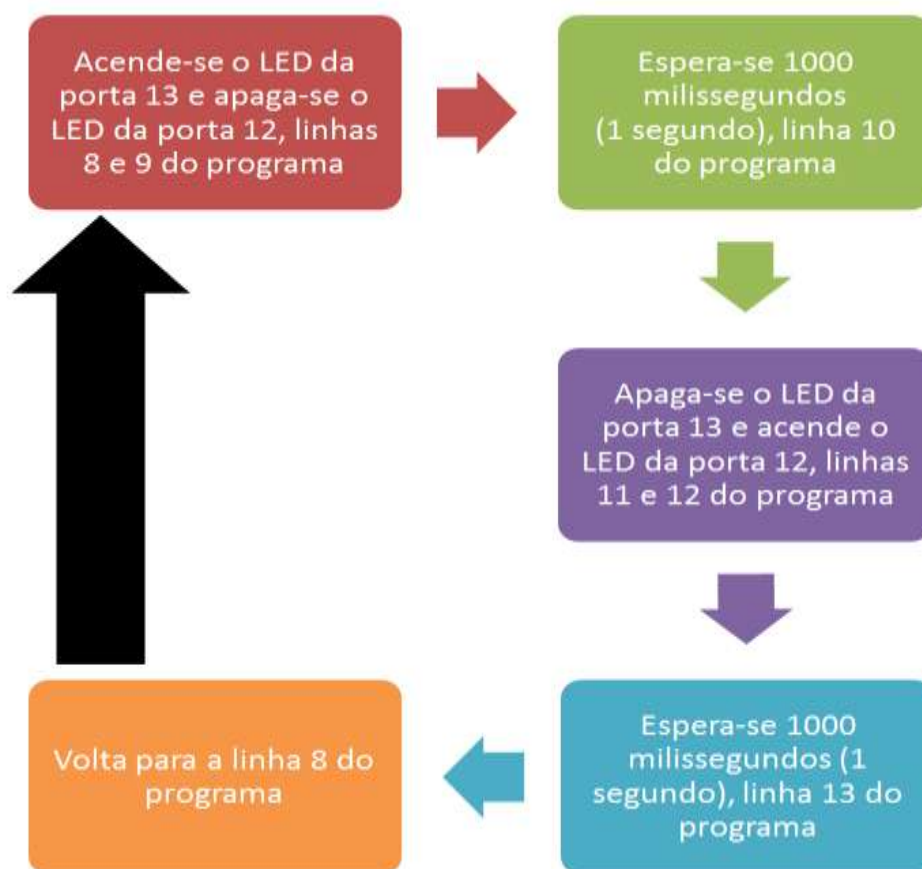 Acende-se o LED da
porta 13 e apaga-se o
LED da porta 12, linhas
8 e 9 do programa
Espera-se 1000
milissegundos
(1 segundo), linha 10
do programa
Apaga-se o LED da
porta 13 e acende o
LED da porta 12, linhas
11 e 12 do programa
Espera-se 1000
milissegundos (1
segundo), linha 13 do
programa
Volta para a linha 8 do
programa